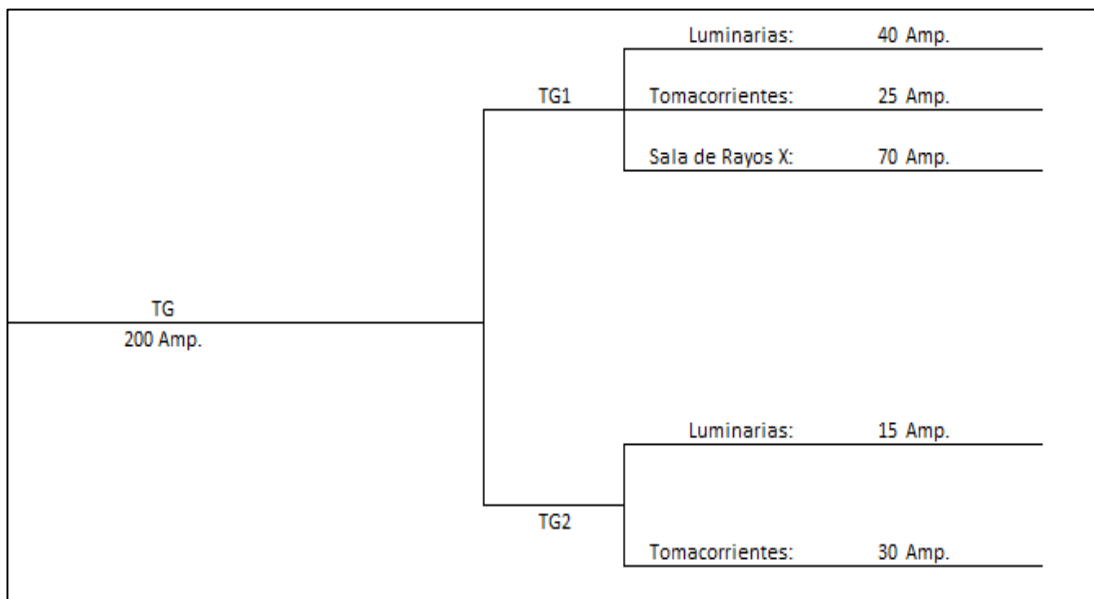 Luminarias: 40 Amp.
TG1 Tomacorrientes: 25 Amp.
Sala de Rayos X: 70 Amp.
TG
200 Amp.
Luminarias: 15 Amp.
TG2
Tomacorrientes: 30 Amp.